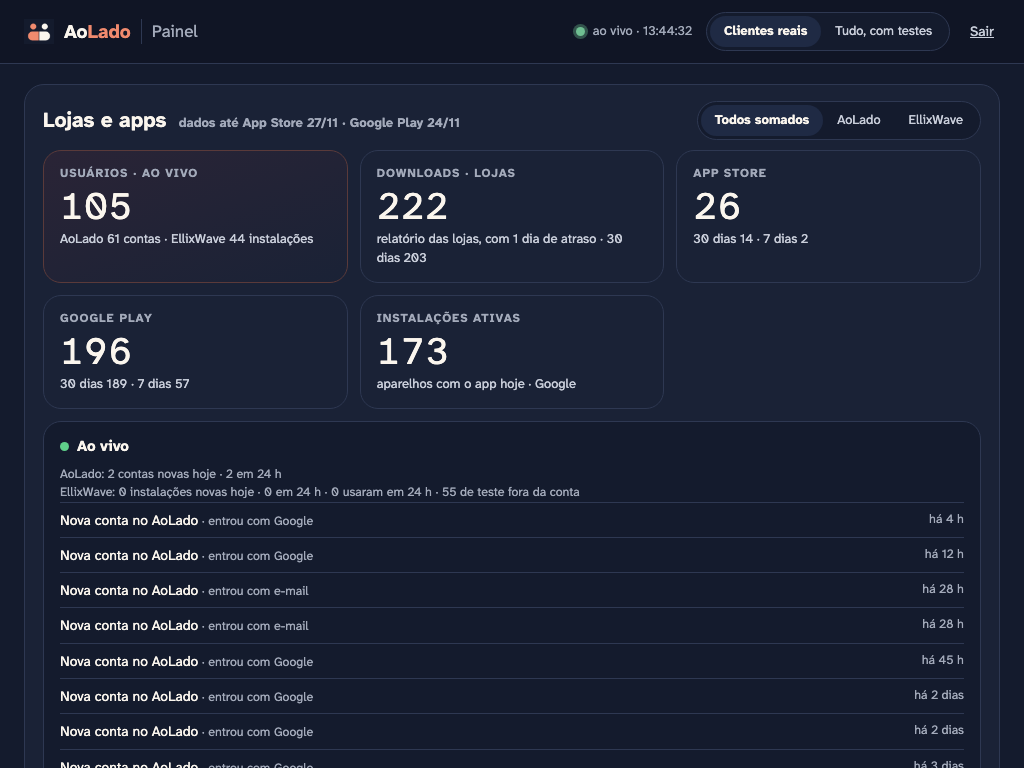 AoLado Painel
ao vivo · 13:44:32
Clientes reais
Tudo, com testes
Sair
Lojas e apps
dados até App Store 27/11 · Google Play 24/11
Todos somados
AoLado
EllixWave
USUÁRIOS · AO VIVO
105
AoLado 61 contas · EllixWave 44 instalações
DOWNLOADS · LOJAS
222
relatório das lojas, com 1 dia de atraso · 30
dias 203
APP STORE
26
30 dias 14 · 7 dias 2
GOOGLE PLAY
196
30 dias 189 · 7 dias 57
INSTALAÇÕES ATIVAS
173
aparelhos com o app hoje · Google
Ao vivo
AoLado: 2 contas novas hoje · 2 em 24 h
EllixWave: 0 instalações novas hoje · 0 em 24 h · 0 usaram em 24 h · 55 de teste fora da conta
Nova conta no AoLado · entrou com Google há 4 h
Nova conta no AoLado · entrou com Google há 12 h
Nova conta no AoLado · entrou com e-mail há 28 h
Nova conta no AoLado · entrou com e-mail há 28 h
Nova conta no AoLado · entrou com Google há 45 h
Nova conta no AoLado · entrou com Google há 2 dias
Nova conta no AoLado · entrou com Google há 2 dias
Nova conta no AoLado · entrou com Google há 3 dias